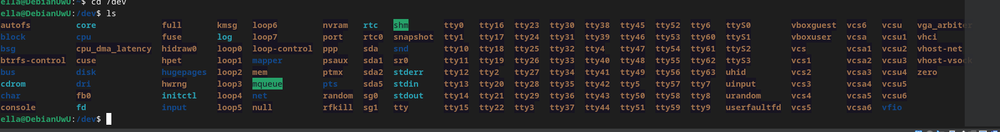 ella@DebianUwU:~$ cd /dev
ella@DebianUwU:/dev$ ls
autofs core full kmsg loop6 nvram rtc shm tty0 tty16 tty23 tty30 tty38 tty45 tty52 tty6 ttyS0 vboxguest vcs6 vcsu vga_arbiter
block cpu fuse log loop7 port rtc0 snapshot tty1 tty17 tty24 tty31 tty39 tty46 tty53 tty60 ttyS1 vboxuser vcsa vcsu1 vhci
bsg cpu_dma_latency hidraw0 loop0 loop-control ppp sda snd tty10 tty18 tty25 tty32 tty4 tty47 tty54 tty61 ttyS2 vcs vcsa1 vcsu2 vhost-net
btrfs-control cuse hpet loop1 mapper psaux sda1 sr0 tty11 tty19 tty26 tty33 tty40 tty48 tty55 tty62 ttyS3 vcs1 vcsa2 vcsu3 vhost-vsock
bus disk hugepages loop2 mem ptmx sda2 stderr tty12 tty2 tty27 tty34 tty41 tty49 tty56 tty63 uhid vcs2 vcsa3 vcsu4 zero
cdrom dri hwrng loop3 mqueue pts sda5 stdin tty13 tty20 tty28 tty35 tty42 tty5 tty57 tty7 uinput vcs3 vcsa4 vcsu5
char fb0 initctl loop4 net random sg0 stdout tty14 tty21 tty29 tty36 tty43 tty50 tty58 tty8 urandom vcs4 vcsa5 vcsu6
console fd input loop5 null rfkill sg1 tty tty15 tty22 tty3 tty37 tty44 tty51 tty59 tty9 userfaultfd vcs5 vcsa6 vfio
ella@DebianUwU:/dev$